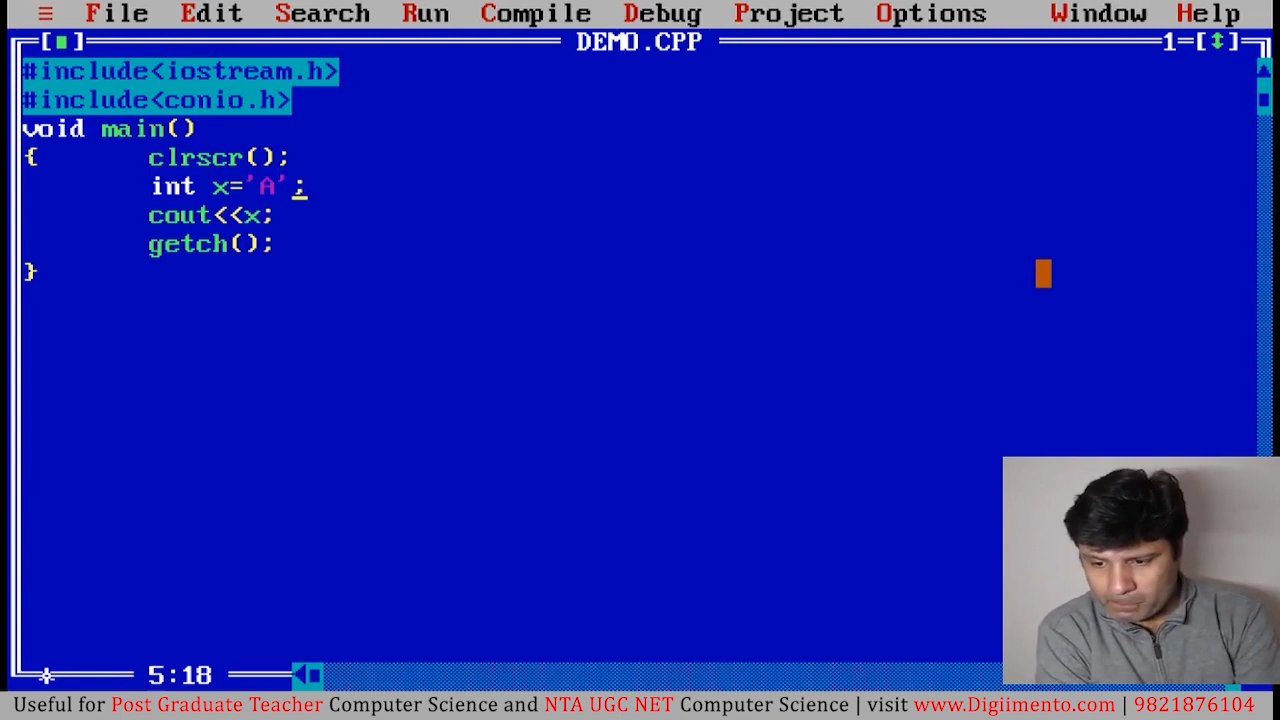 ≡ File Edit Search Run Compile Debug Project Options Window Help
[■] DEMO.CPP 1=[↕]
#include<iostream.h>
#include<conio.h>
void main()
{ clrscr();
int x='A';
cout<<x;
getch();
}
5:18
Useful for Post Graduate Teacher Computer Science and NTA UGC NET Computer Science | visit www.Digiimento.com | 9821876104